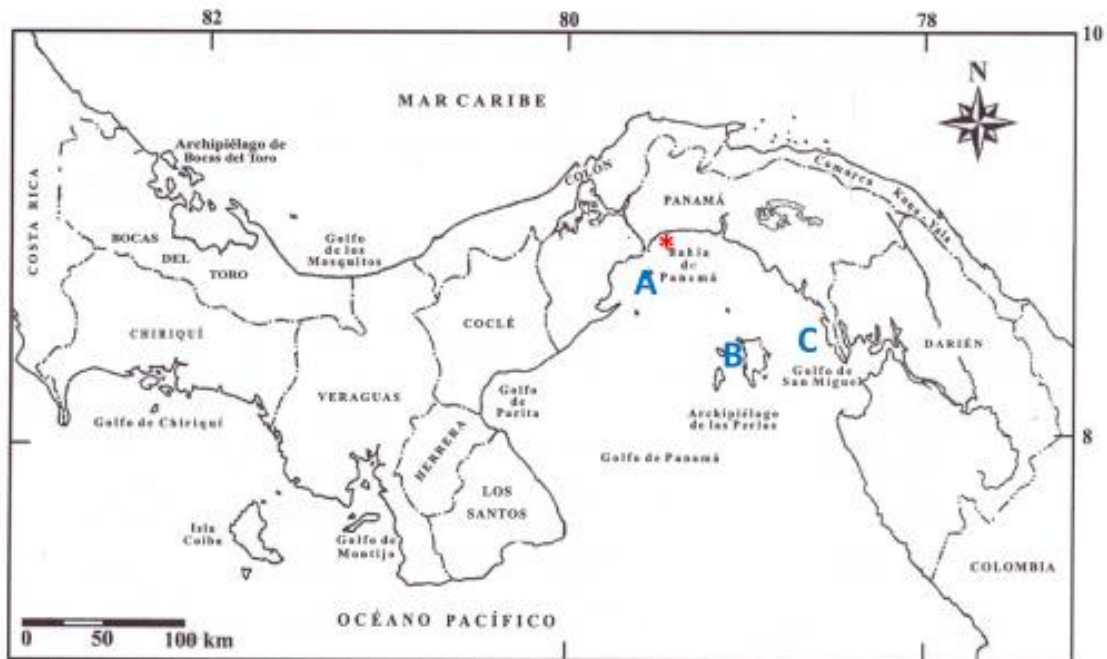 82
80
78
10
N
MAR CARIBE
Archipiélago de
Bocas del Toro
COLÓN
COSTA RICA
PANAMÁ
Comarca Kuna-Yala
BOCAS
DEL
TORO
Golfo
de los
Mosquitos
*
Bahía
de
Panamá
A
CHIRIQUÍ
COCLÉ
B
C
DARIÉN
Golfo de
San Miguel
VERAGUAS
Golfo
de
Parita
Golfo de Chiriquí
Archipiélago
de las Perlas
8
HERRERA
Golfo de Panamá
LOS
SANTOS
Isla
Coiba
Golfo de
Montijo
COLOMBIA
OCÉANO PACÍFICO
0 50 100 km